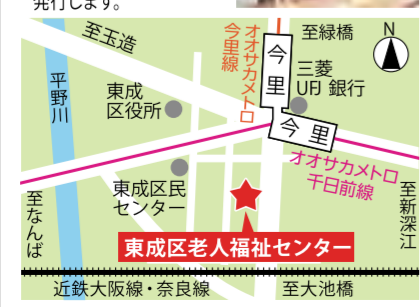 発行します。
至玉造
オオサカメトロ
今里線
今里
至緑橋
N
三菱
UFJ 銀行
平野川
東成
区役所
今里
オオサカメトロ
千日前線
東成区民
センター
至なんば
至新深江
東成区老人福祉センター
近鉄大阪線・奈良線
至大池橋